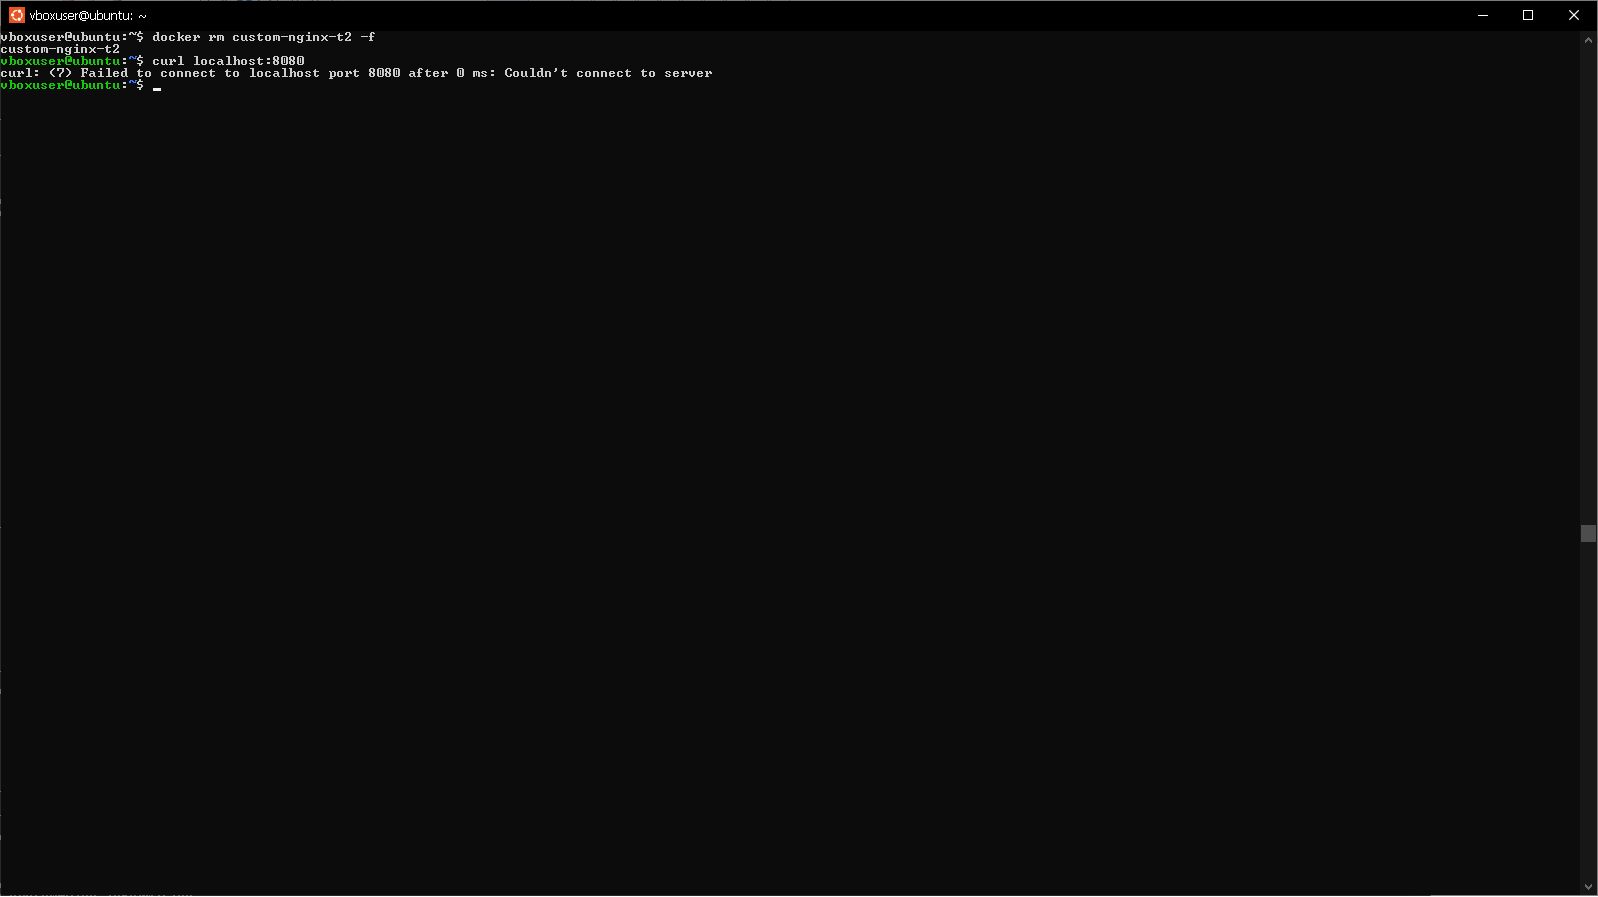 vboxuser@ubuntu: ~
vboxuser@ubuntu:~$ docker rm custom-nginx-t2 -f
custom-nginx-t2
vboxuser@ubuntu:~$ curl localhost:8080
curl: (7) Failed to connect to localhost port 8080 after 0 ms: Couldn't connect to server
vboxuser@ubuntu:~$